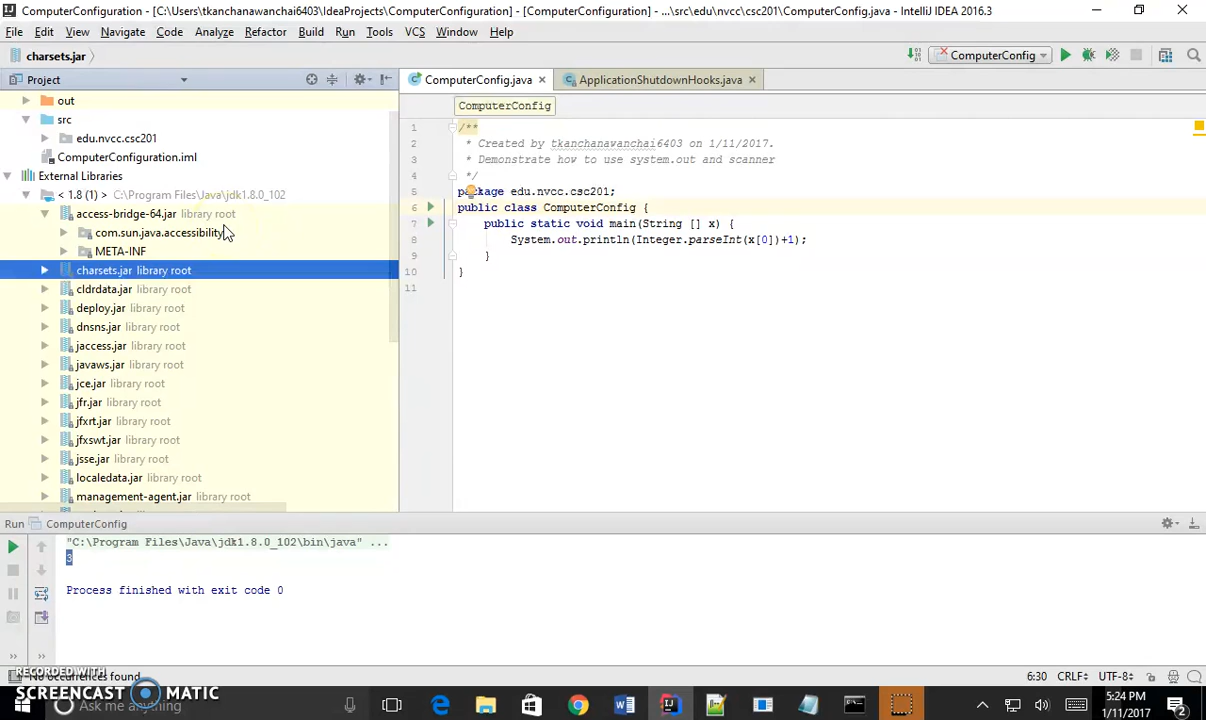 ComputerConfiguration - [C:\Users\tkanchanawanchai6403\IdeaProjects\ComputerConfiguration] - [ComputerConfiguration] - ...\src\edu\nvcc\csc201\ComputerConfig.java - IntelliJ IDEA 2016.3
File Edit View Navigate Code Analyze Refactor Build Run Tools VCS Window Help
charsets.jar
ComputerConfig
Project
ComputerConfig.java
ApplicationShutdownHooks.java
out
src
edu.nvcc.csc201
ComputerConfiguration.iml
External Libraries
< 1.8 (1) > C:\Program Files\Java\jdk1.8.0_102
access-bridge-64.jar library root
com.sun.java.accessibility
META-INF
charsets.jar library root
cldrdata.jar library root
deploy.jar library root
dnsns.jar library root
jaccess.jar library root
javaws.jar library root
jce.jar library root
jfr.jar library root
jfxrt.jar library root
jfxswt.jar library root
jsse.jar library root
localedata.jar library root
management-agent.jar library root
ComputerConfig
1 /**
2 * Created by tkanchanawanchai6403 on 1/11/2017.
3 * Demonstrate how to use system.out and scanner
4 */
5 package edu.nvcc.csc201;
6 public class ComputerConfig {
7 public static void main(String [] x) {
8 System.out.println(Integer.parseInt(x[0])+1);
9 }
10 }
11
Run ComputerConfig
"C:\Program Files\Java\jdk1.8.0_102\bin\java" ...
3
Process finished with exit code 0
No occurrences found
6:30 CRLF÷ UTF-8÷
RECORDED WITH
SCREENCAST MATIC
Ask me anything
5:24 PM
1/11/2017
2